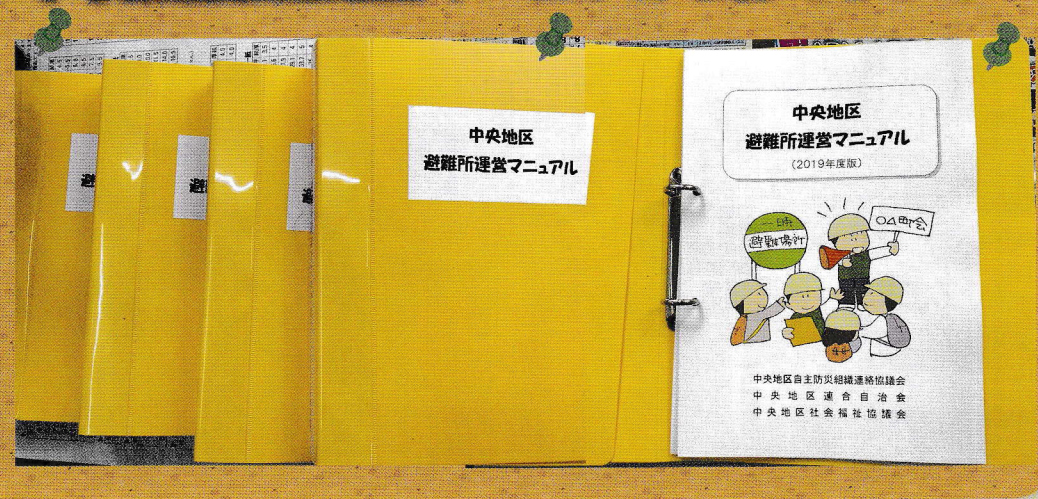 避
避
避
中央地区
避難所運営マニュアル
中央地区
避難所運営マニュアル
(2019年度版)
一時
避難場所
〇△町会
中央地区自主防災組織連絡協議会
中央地区連合自治会
中央地区社会福祉協議会